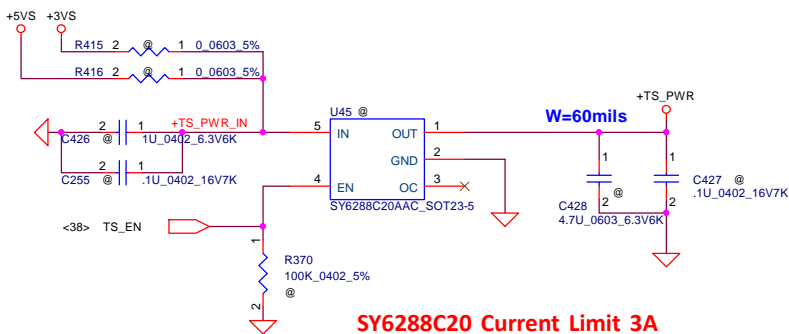 +5VS +3VS
R415 2 @ 1 0_0603_5%
R416 2 @ 1 0_0603_5%
U45 @
+TS_PWR
W=60mils
+TS_PWR_IN
2 1 5 IN OUT 1
C426 @ 1U_0402_6.3V6K
GND 2
2 1
C255 @ .1U_0402_16V7K
4 EN OC 3
SY6288C20AAC_SOT23-5
1 1
C427 @
.1U_0402_16V7K
@
C428 2 2
4.7U_0603_6.3V6K
<38> TS_EN
1
R370
100K_0402_5%
@
2
SY6288C20 Current Limit 3A